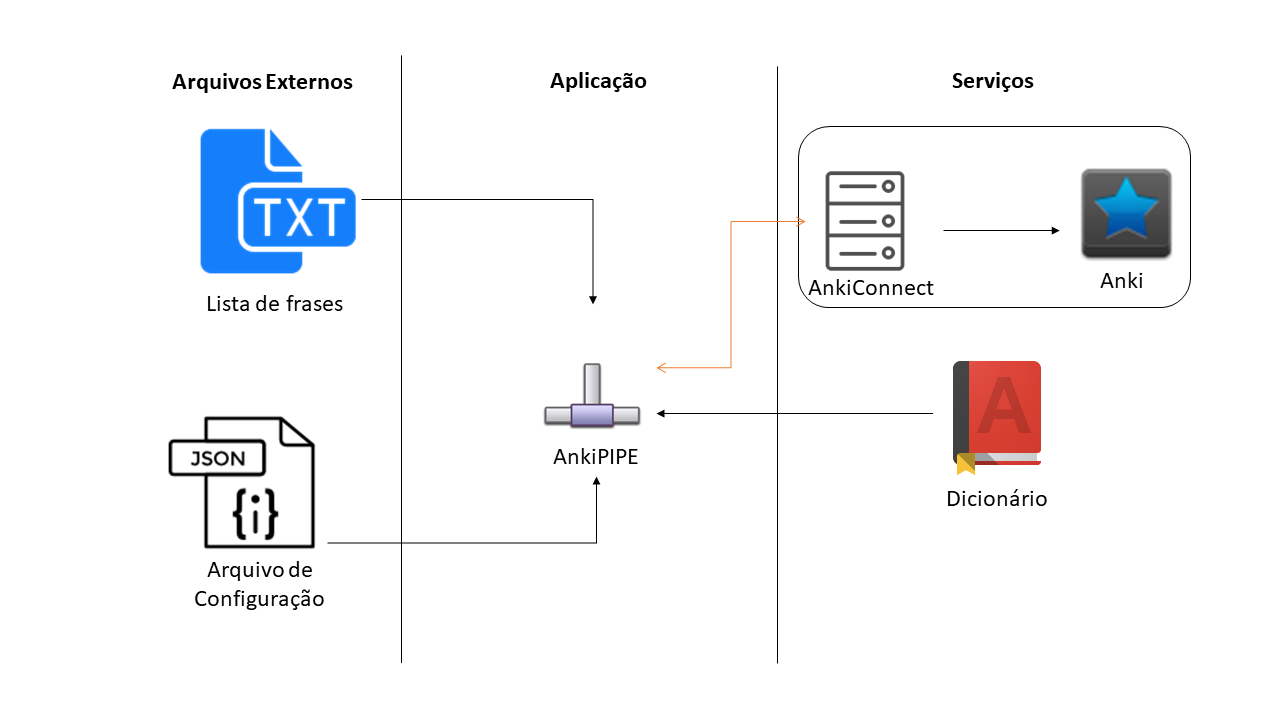 Arquivos Externos
Aplicação
Serviços
TXT
Lista de frases
JSON
{i}
Arquivo de
Configuração
AnkiPIPE
AnkiConnect
Anki
A
Dicionário